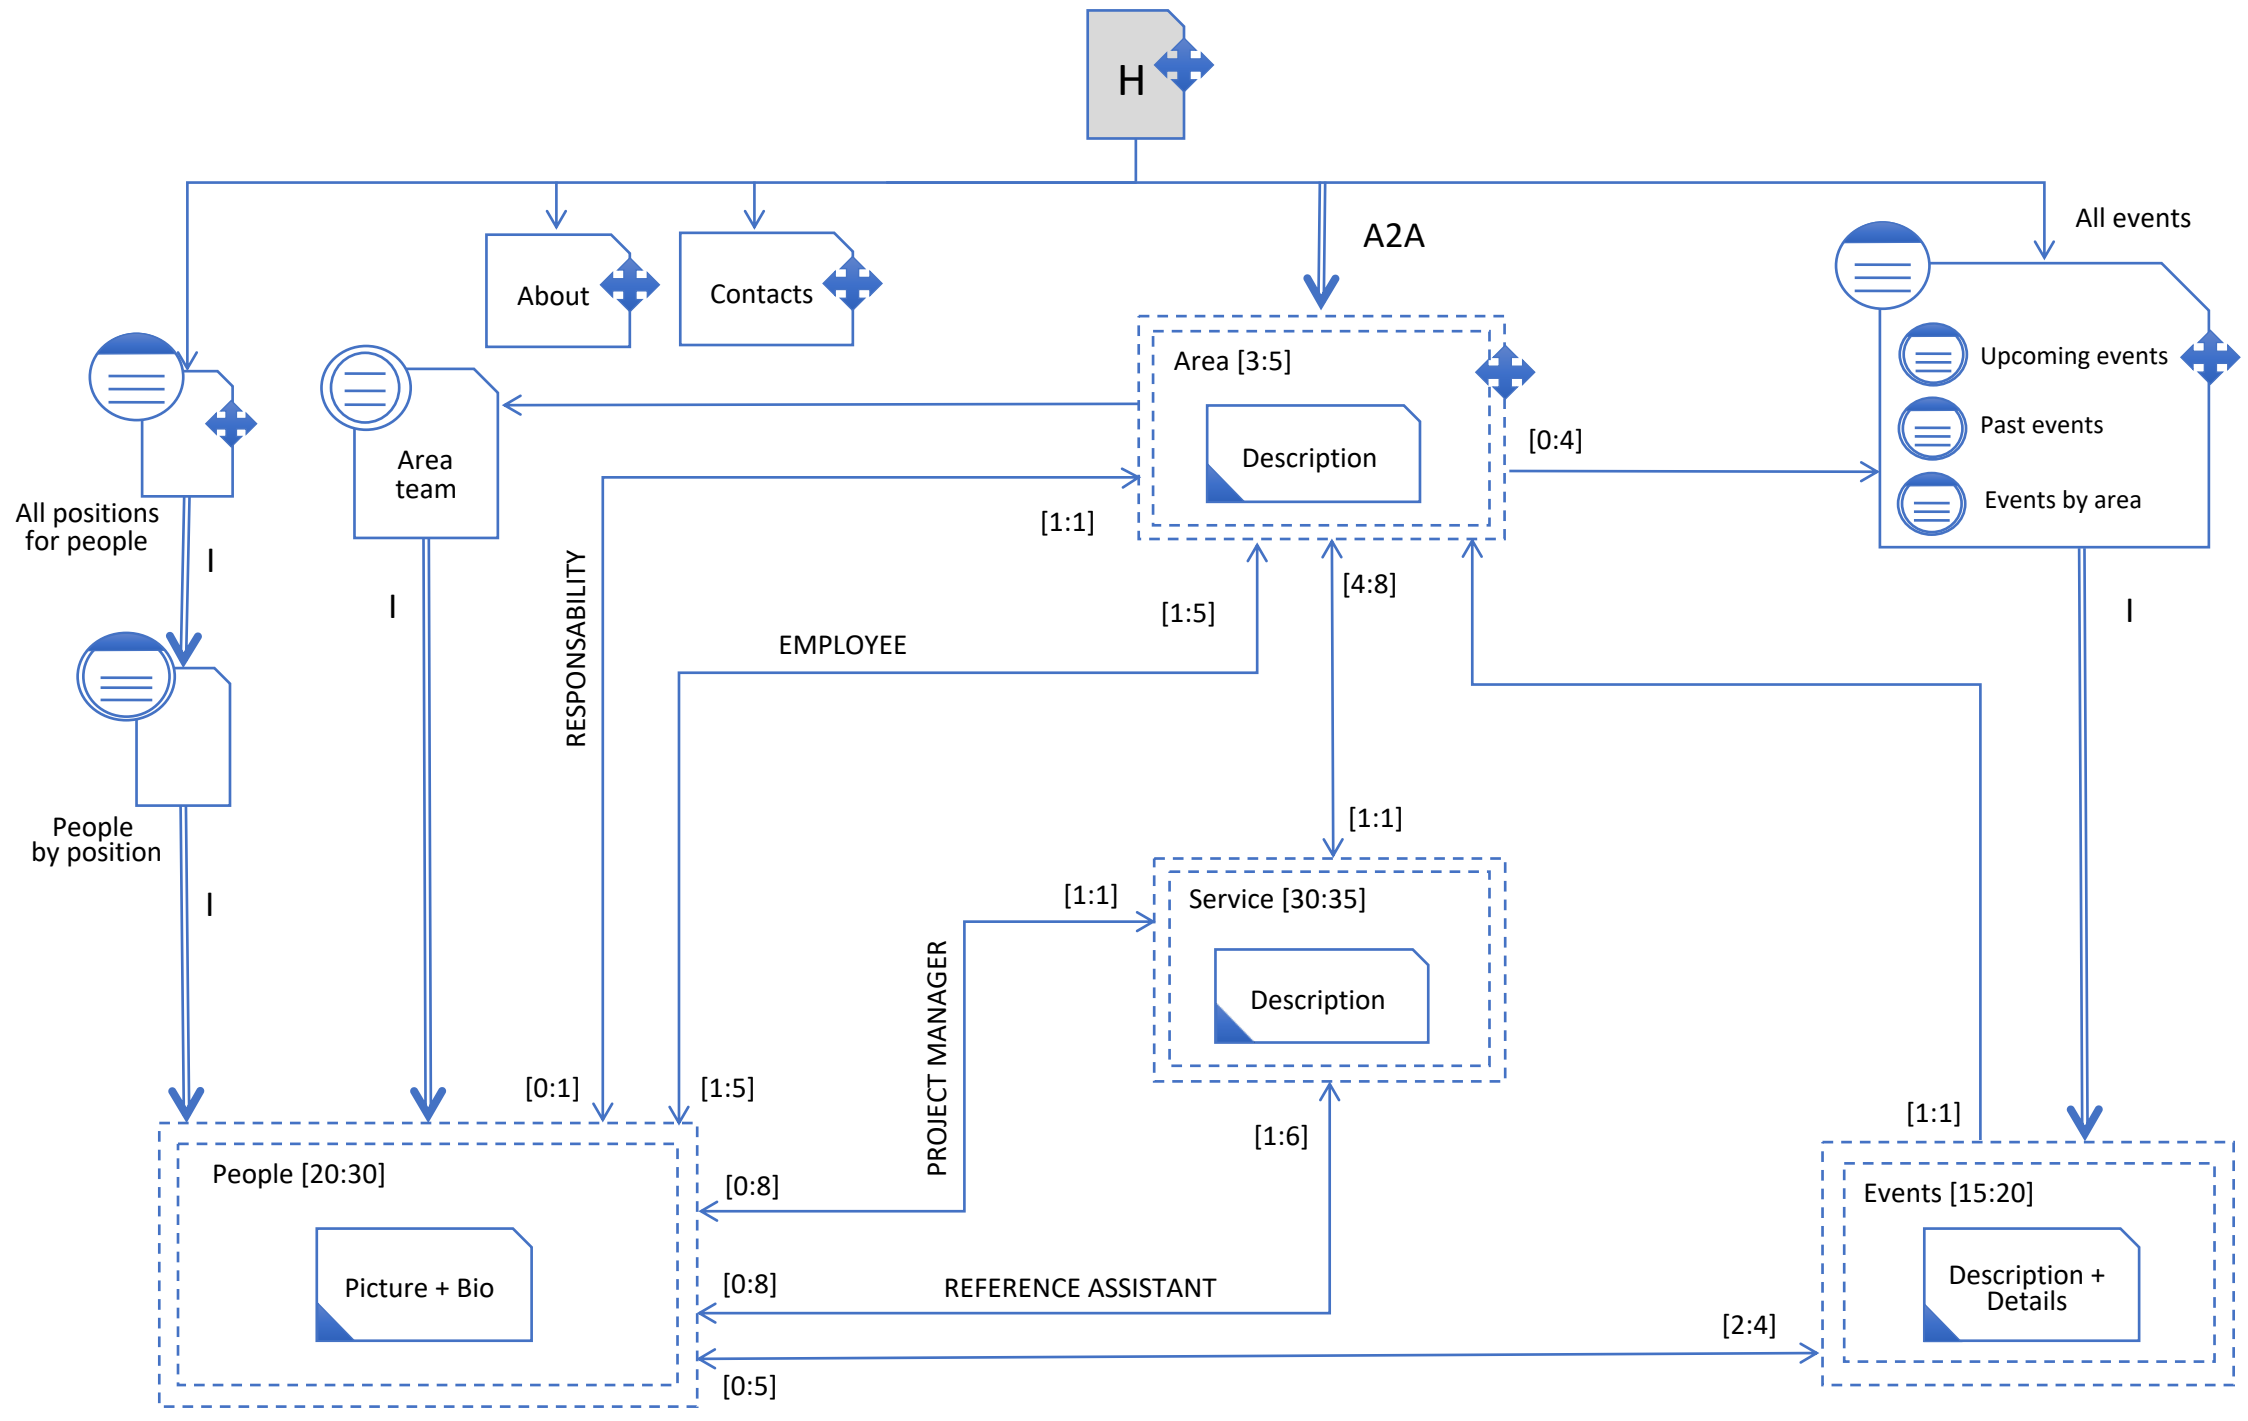 H
A2A
All events
About
Contacts
Area [3:5]
Description
[0:4]
Upcoming events
Past events
Events by area
Area
team
All positions
for people
I
I
[1:1]
RESPONSABILITY
[1:5]
[4:8]
I
EMPLOYEE
People
by position
I
[1:1]
[1:1]
Service [30:35]
Description
PROJECT MANAGER
[0:1]
[1:5]
[1:6]
[1:1]
People [20:30]
Picture + Bio
[0:8]
[0:8]
REFERENCE ASSISTANT
[2:4]
[0:5]
Events [15:20]
Description +
Details